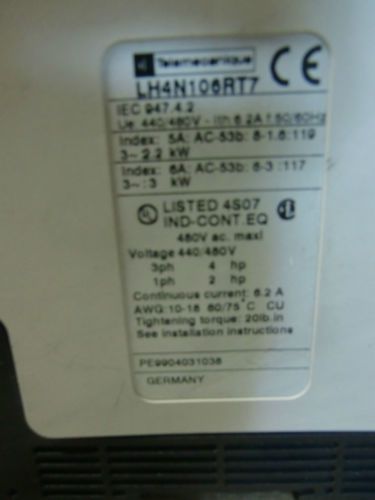 Telemecanique CE
LH4N106RT7
IEC 947.4.2
Ue: 440/480V - Ith:6.2A f:50/60Hz
Index: 5A: AC-53b: 8-1.6:119
3~ 2.2 kW
Index: 6A: AC-53b: 6-3 :117
3~ : 3 kW
LISTED 4S07
IND-CONT.EQ
480V ac. maxi
Voltage 440/480V
3ph 4 hp
1ph 2 hp
Continuous current: 6.2 A
AWG:10-18 60/75°C CU
Tightening torque: 20lb.in
See installation instructions
PE9904031038
GERMANY